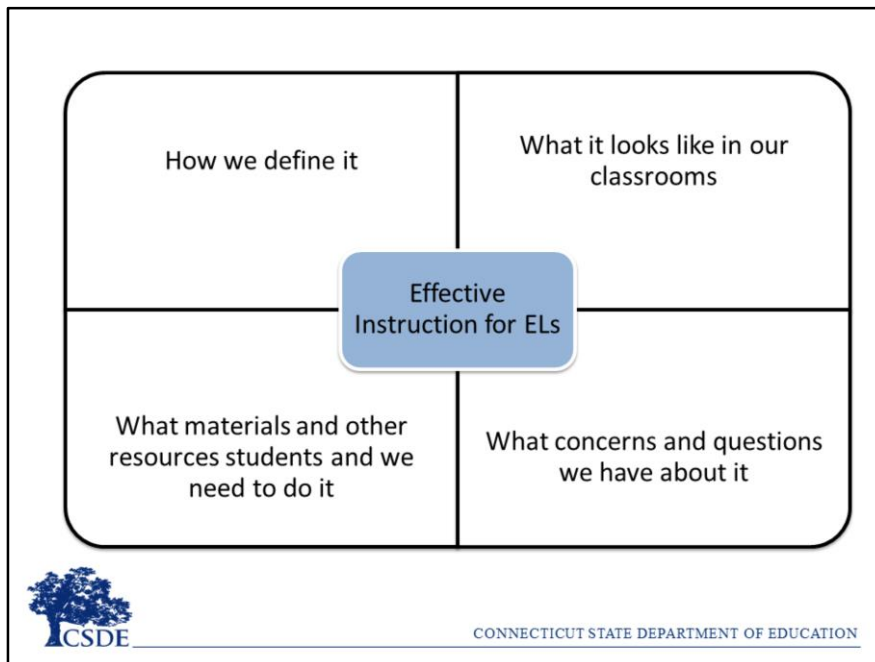 How we define it
What it looks like in our
classrooms
Effective
Instruction for ELs
What materials and other
resources students and we
need to do it
What concerns and questions
we have about it
CSDE
CONNECTICUT STATE DEPARTMENT OF EDUCATION